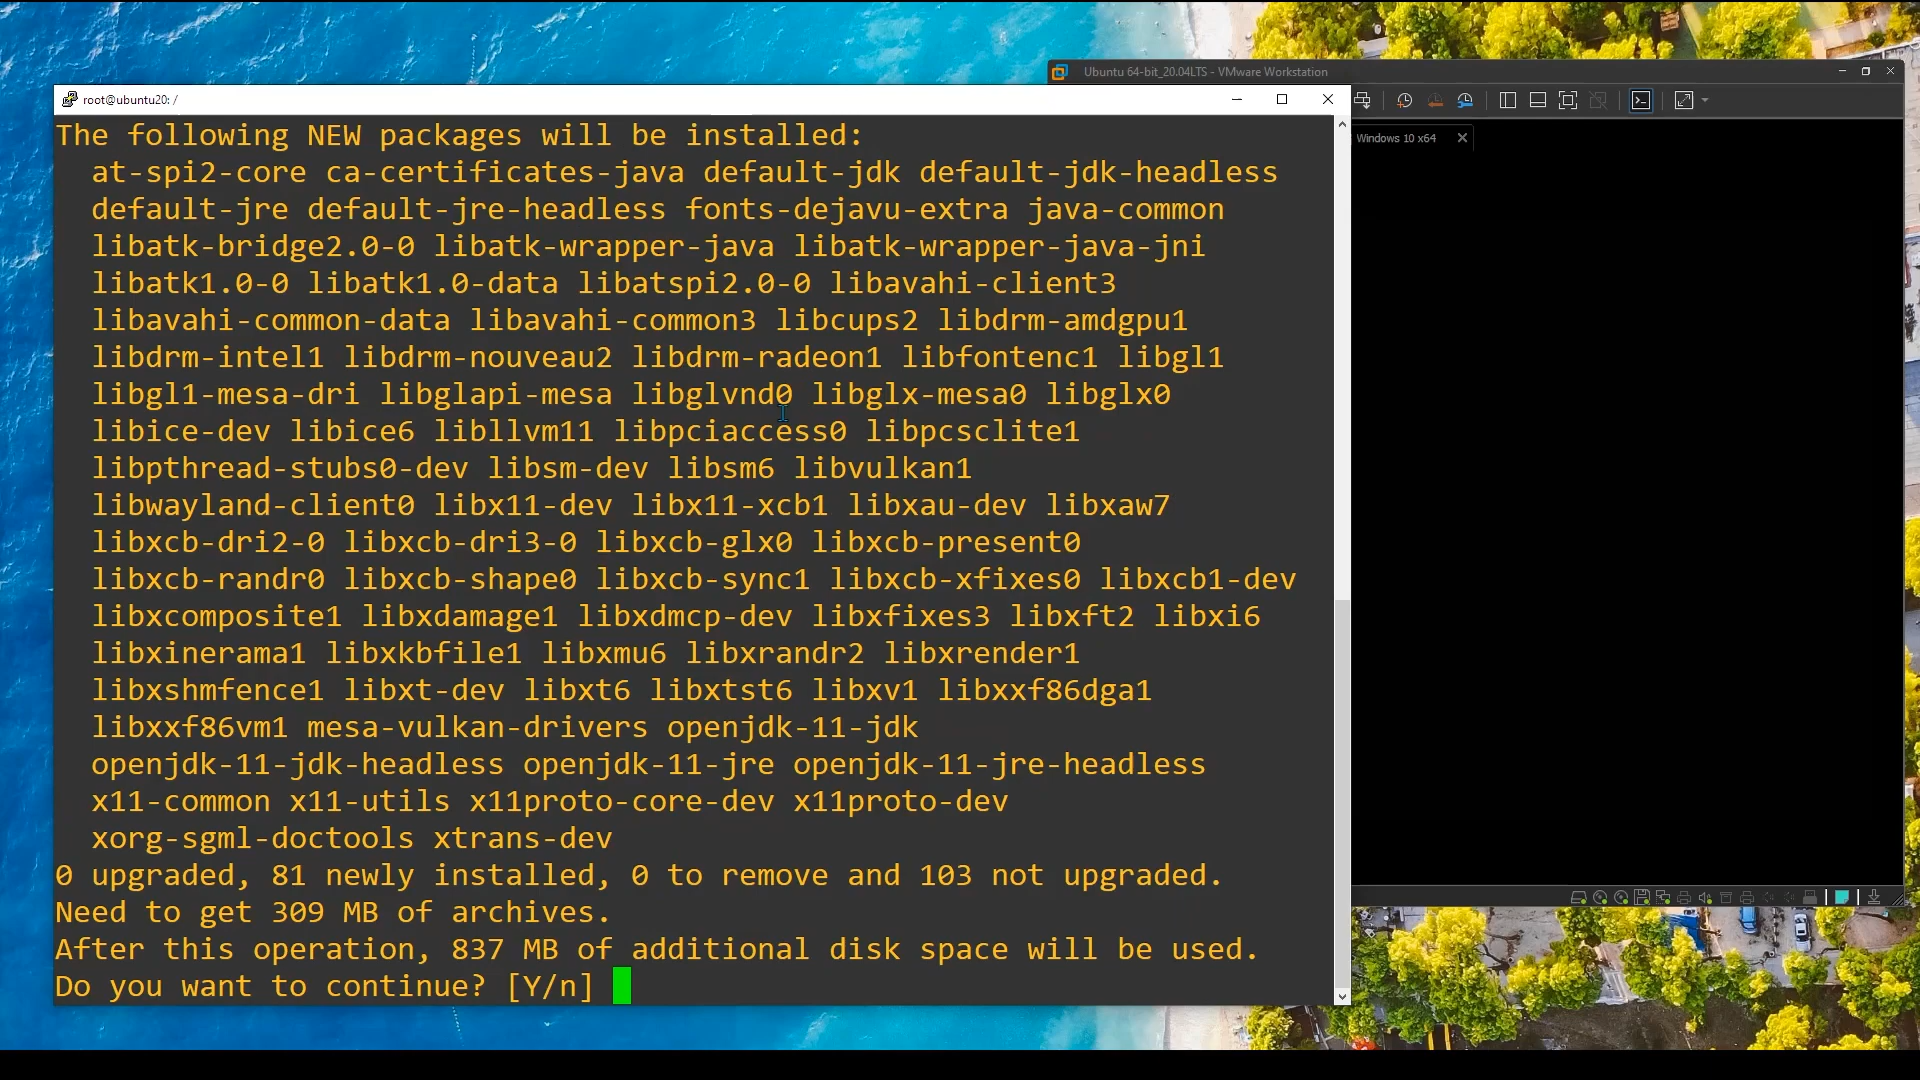 Ubuntu 64-bit_20.04LTS - VMware Workstation
root@ubuntu20: /
Windows 10 x64
The following NEW packages will be installed:
at-spi2-core ca-certificates-java default-jdk default-jdk-headless
default-jre default-jre-headless fonts-dejavu-extra java-common
libatk-bridge2.0-0 libatk-wrapper-java libatk-wrapper-java-jni
libatk1.0-0 libatk1.0-data libatspi2.0-0 libavahi-client3
libavahi-common-data libavahi-common3 libcups2 libdrm-amdgpu1
libdrm-intel1 libdrm-nouveau2 libdrm-radeon1 libfontenc1 libgl1
libgl1-mesa-dri libglapi-mesa libglvnd0 libglx-mesa0 libglx0
libice-dev libice6 libllvm11 libpciaccess0 libpcsclite1
libpthread-stubs0-dev libsm-dev libsm6 libvulkan1
libwayland-client0 libx11-dev libx11-xcb1 libxau-dev libxaw7
libxcb-dri2-0 libxcb-dri3-0 libxcb-glx0 libxcb-present0
libxcb-randr0 libxcb-shape0 libxcb-sync1 libxcb-xfixes0 libxcb1-dev
libxcomposite1 libxdamage1 libxdmcp-dev libxfixes3 libxft2 libxi6
libxinerama1 libxkbfile1 libxmu6 libxrandr2 libxrender1
libxshmfence1 libxt-dev libxt6 libxtst6 libxv1 libxxf86dga1
libxxf86vm1 mesa-vulkan-drivers openjdk-11-jdk
openjdk-11-jdk-headless openjdk-11-jre openjdk-11-jre-headless
x11-common x11-utils x11proto-core-dev x11proto-dev
xorg-sgml-doctools xtrans-dev
0 upgraded, 81 newly installed, 0 to remove and 103 not upgraded.
Need to get 309 MB of archives.
After this operation, 837 MB of additional disk space will be used.
Do you want to continue? [Y/n]